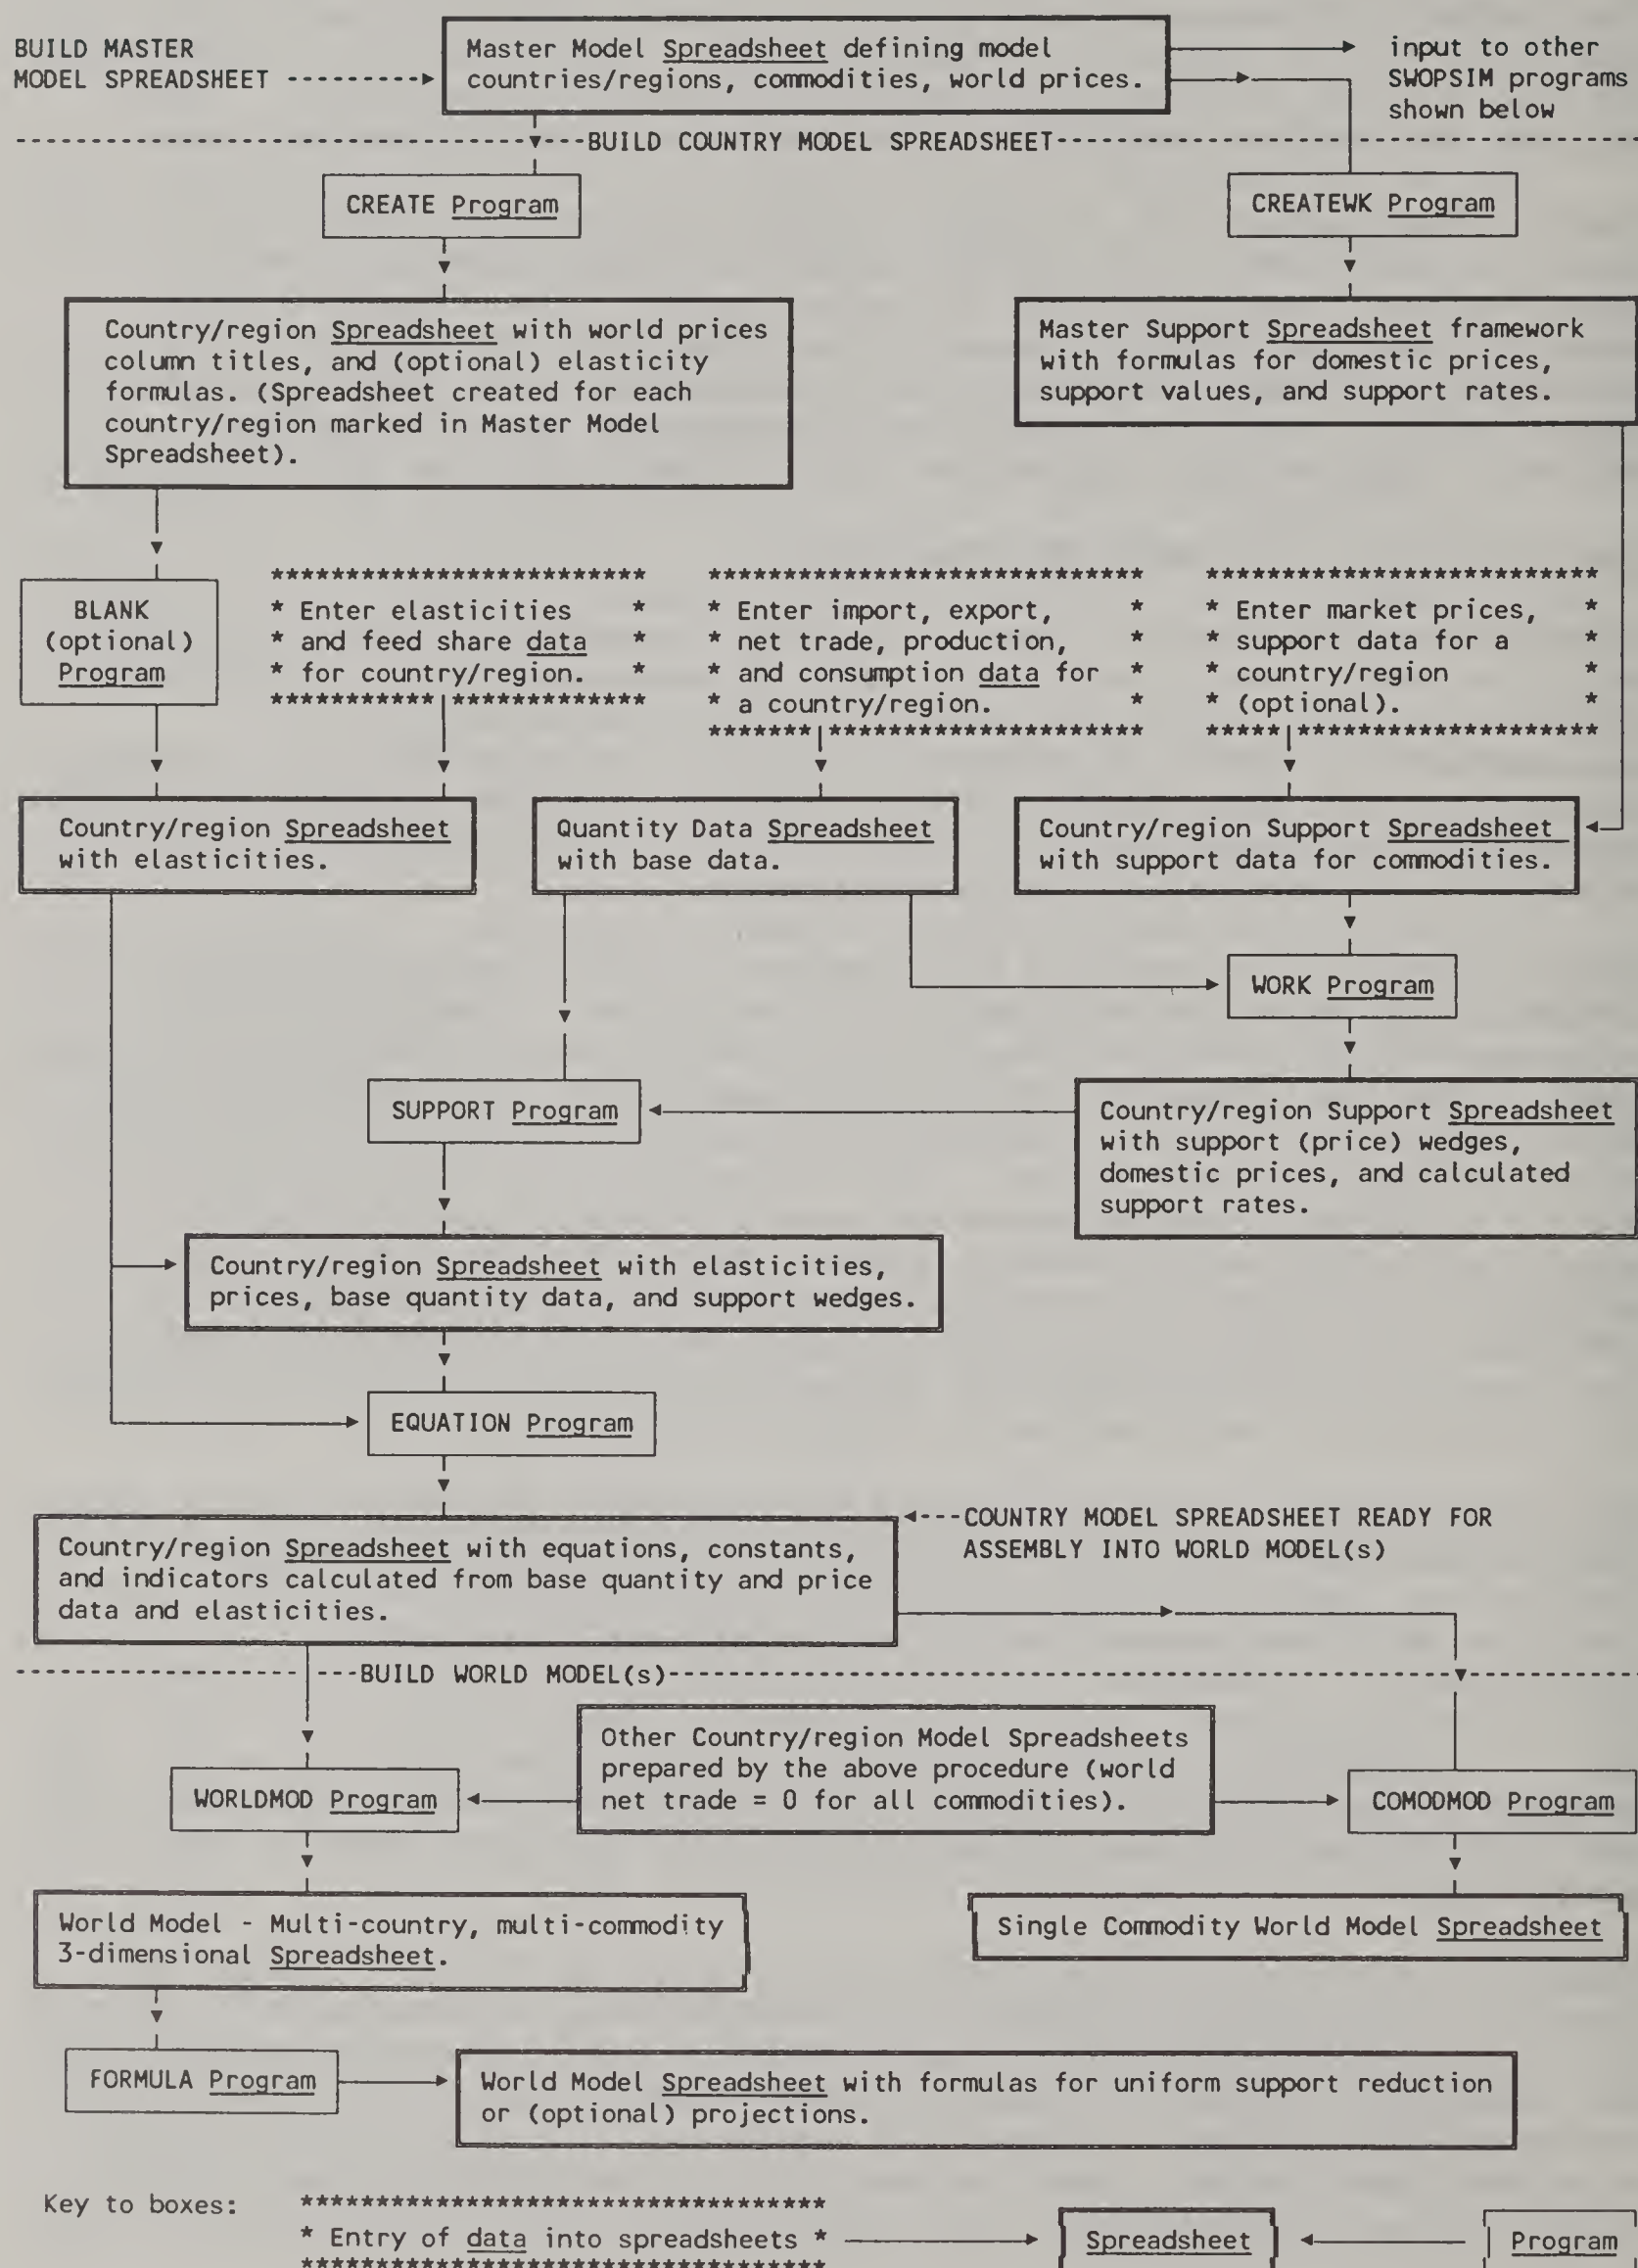 BUILD MASTER
MODEL SPREADSHEET
Master Model Spreadsheet defining model
countries/regions, commodities, world prices.
input to other
SWOPSIM programs
shown below
BUILD COUNTRY MODEL SPREADSHEET
CREATE Program
CREATEWK Program
Country/region Spreadsheet with world prices
column titles, and (optional) elasticity
formulas. (Spreadsheet created for each
country/region marked in Master Model
Spreadsheet).
Master Support Spreadsheet framework
with formulas for domestic prices,
support values, and support rates.
BLANK
(optional)
Program
*************************
* Enter elasticities *
* and feed share data *
* for country/region. *
*********** *************
*****************************
* Enter import, export, *
* net trade, production, *
* and consumption data for *
* a country/region. *
******* *********************
**************************
* Enter market prices, *
* support data for a *
* country/region *
* (optional). *
***** ********************
Country/region Spreadsheet
with elasticities.
Quantity Data Spreadsheet
with base data.
Country/region Support Spreadsheet
with support data for commodities.
WORK Program
SUPPORT Program
Country/region Support Spreadsheet
with support (price) wedges,
domestic prices, and calculated
support rates.
Country/region Spreadsheet with elasticities,
prices, base quantity data, and support wedges.
EQUATION Program
COUNTRY MODEL SPREADSHEET READY FOR
ASSEMBLY INTO WORLD MODEL(s)
Country/region Spreadsheet with equations, constants,
and indicators calculated from base quantity and price
data and elasticities.
BUILD WORLD MODEL(s)
Other Country/region Model Spreadsheets
prepared by the above procedure (world
net trade = 0 for all commodities).
WORLDMOD Program
COMODMOD Program
World Model - Multi-country, multi-commodity
3-dimensional Spreadsheet.
Single Commodity World Model Spreadsheet
FORMULA Program
World Model Spreadsheet with formulas for uniform support reduction
or (optional) projections.
Key to boxes:
***********************************
* Entry of data into spreadsheets *
***********************************
Spreadsheet
Program